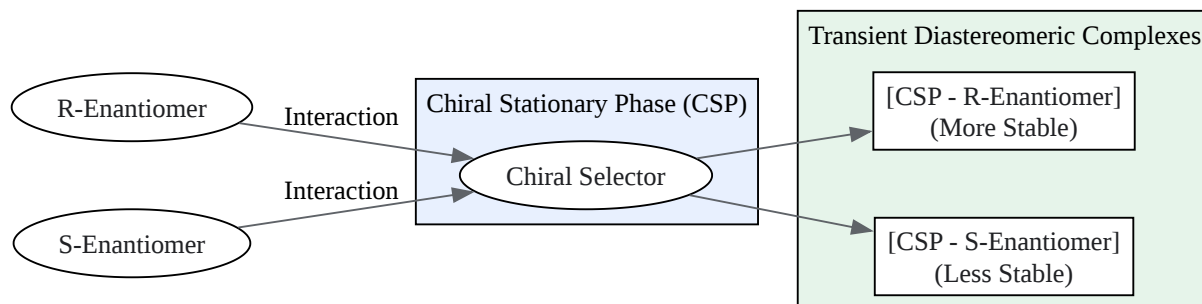 Transient Diastereomeric Complexes
R-Enantiomer
Interaction
Chiral Stationary Phase (CSP)
[CSP - R-Enantiomer]
(More Stable)
Chiral Selector
Interaction
S-Enantiomer
[CSP - S-Enantiomer]
(Less Stable)